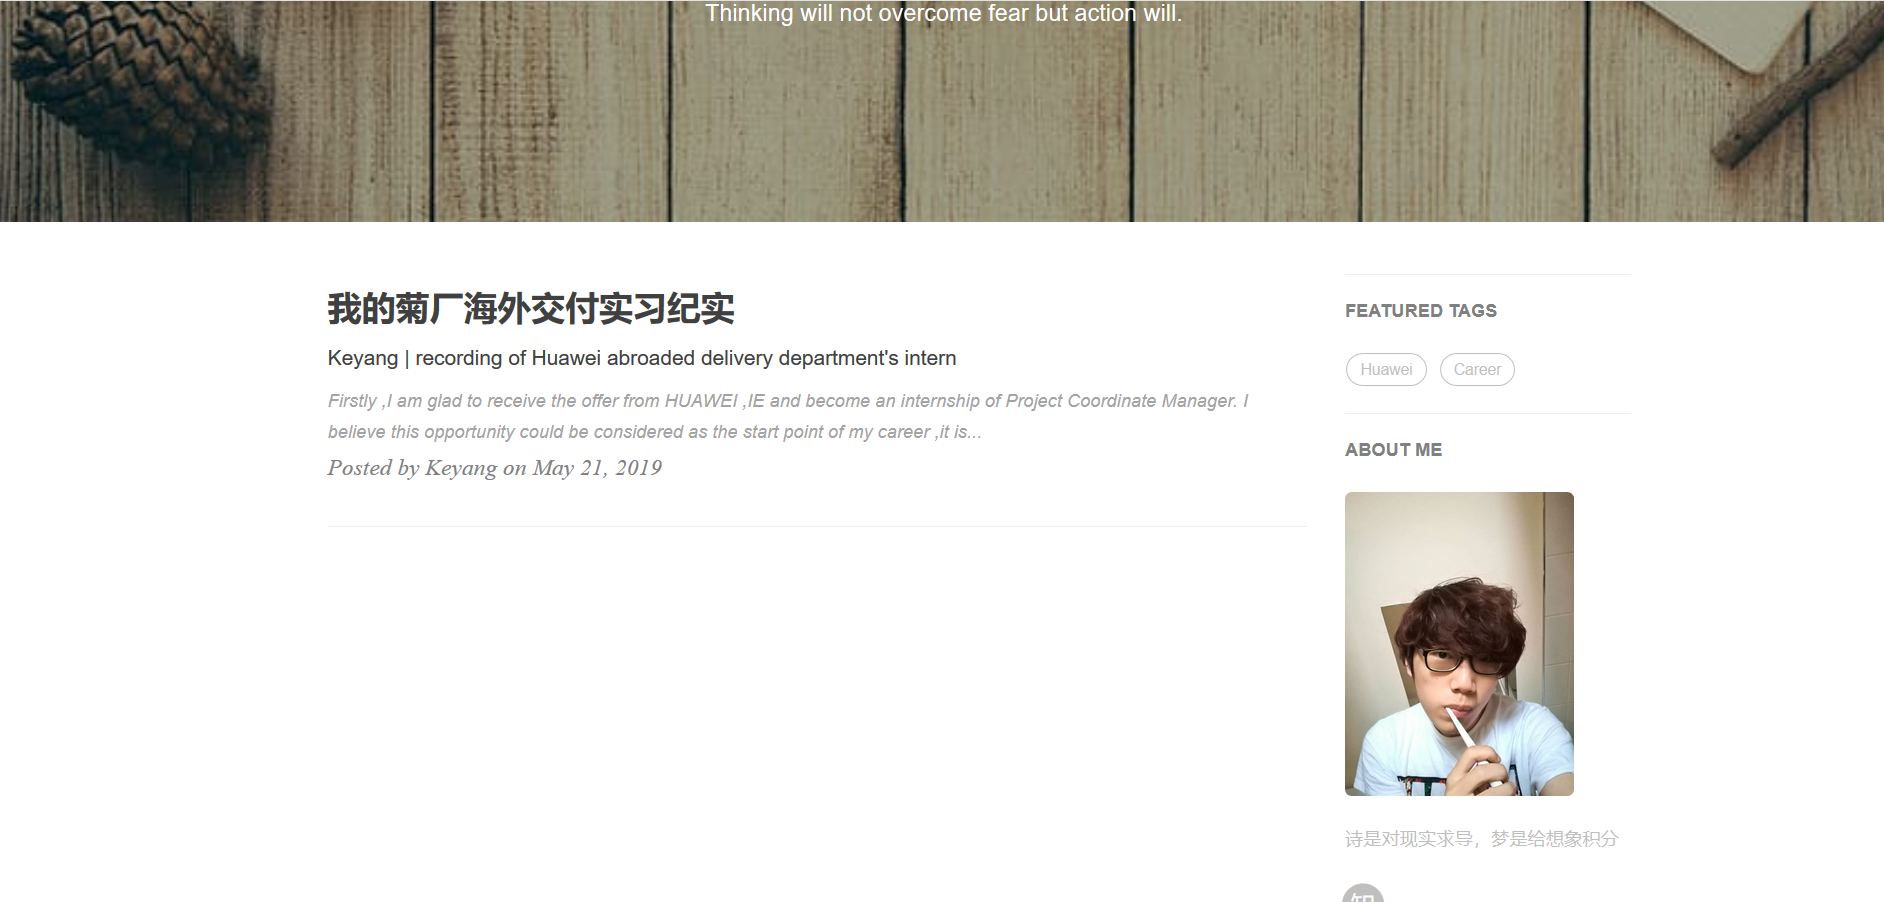 Thinking will not overcome fear but action will.
我的菊厂海外交付实习纪实
Keyang | recording of Huawei abroaded delivery department's intern
Firstly ,I am glad to receive the offer from HUAWEI ,IE and become an internship of Project Coordinate Manager. I
believe this opportunity could be considered as the start point of my career ,it is...
Posted by Keyang on May 21, 2019
FEATURED TAGS
Huawei Career
ABOUT ME
诗是对现实求导，梦是给想象积分